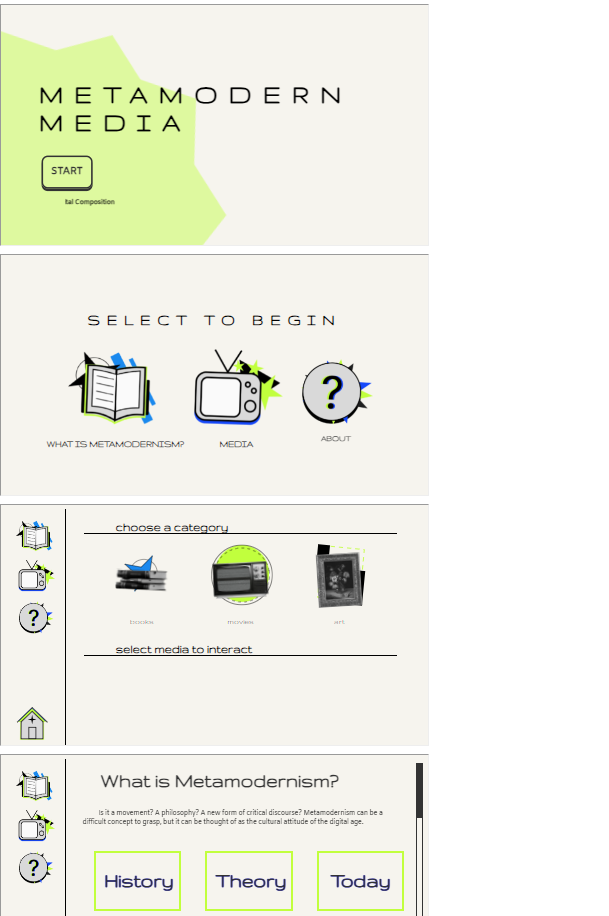 METAMODERN
MEDIA
START
tal Composition
SELECT TO BEGIN
?
WHAT IS METAMODERNISM?
MEDIA
ABOUT
choose a category
?
books
movies
art
select media to interact
What is Metamodernism?
Is it a movement? A philosophy? A new form of critical discourse? Metamodernism can be a
difficult concept to grasp, but it can be thought of as the cultural attitude of the digital age.
?
History
Theory
Today